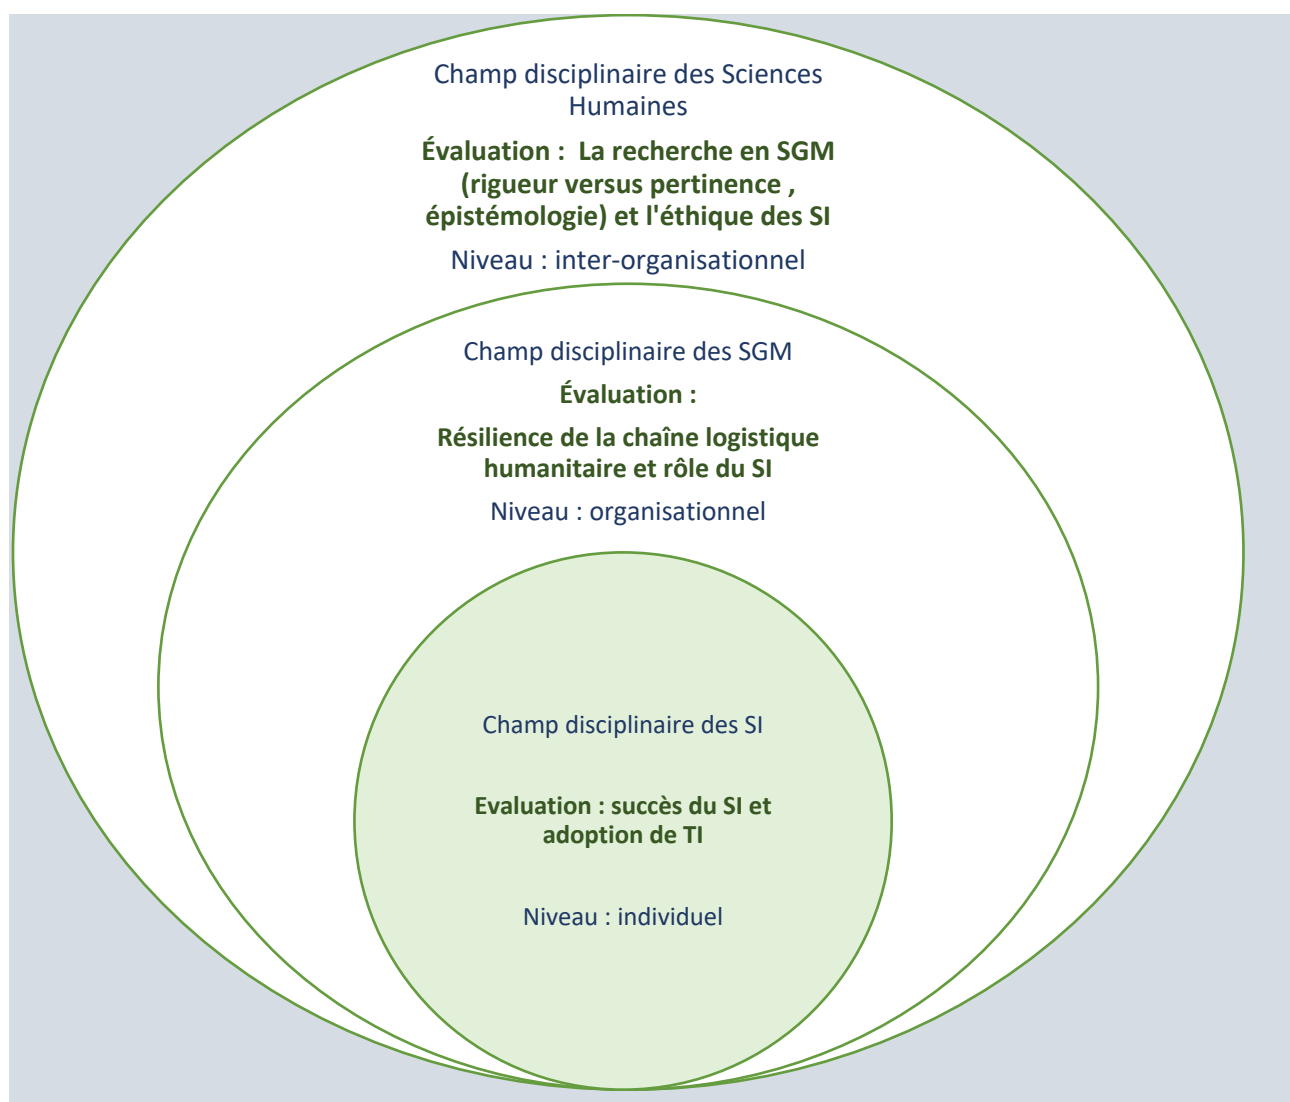 Champ disciplinaire des Sciences
Humaines
Évaluation :  La recherche en SGM
(rigueur versus pertinence ,
épistémologie) et l'éthique des SI
Niveau : inter-organisationnel
Champ disciplinaire des SGM
Évaluation :
Résilience de la chaîne logistique
humanitaire et rôle du SI
Niveau : organisationnel
Champ disciplinaire des SI
Evaluation : succès du SI et
adoption de TI
Niveau : individuel